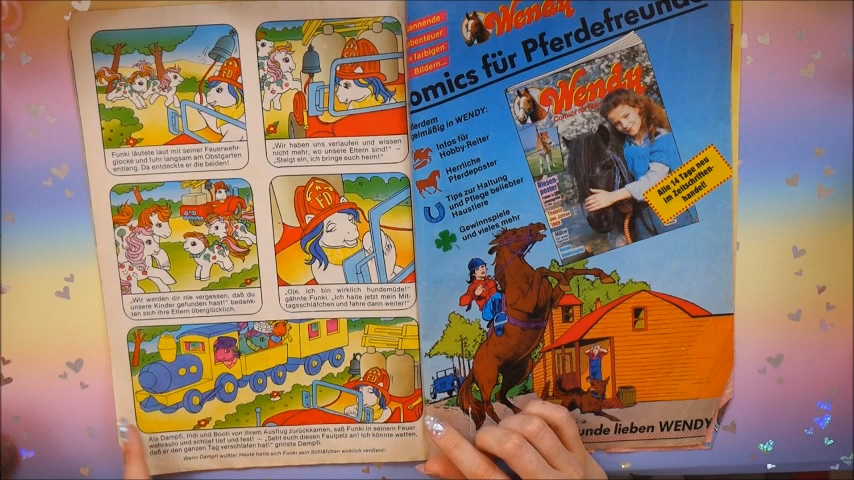 FD
Funki läutete laut mit seiner Feuerwehr-
glocke und fuhr langsam am Obstgarten
entlang. Da entdeckte er die beiden!
FD
"Wir haben uns verlaufen und wissen
nicht mehr, wo unsere Eltern sind!" –
"Steigt ein, ich bringe euch heim!"
"Wir werden dir nie vergessen, daß du
unsere Kinder gefunden hast!" bedank-
ten sich ihre Eltern überglücklich.
FD
"Oje, ich bin wirklich hundemüde!"
gähnte Funki. "Ich halte jetzt mein Mit-
tagsschläfchen und fahre dann weiter!"
Als Dampfi, Indi und Booti von ihrem Ausflug zurückkamen, saß Funki in seinem Feuer-
wehrauto und schlief tief und fest! – "Seht euch diesen Faulpelz an! Ich könnte wetten,
daß er den ganzen Tag verschlafen hat!" grinste Dampfi.
Wenn Dampfi wüßte! Heute hatte sich Funki sein Schläfchen wirklich verdient!
Wendy
farbigen
Bildern...
omics für Pferdefreunde
elmäßig in WENDY:
Infos für
Hobby-Reiter
Herrliche
Pferdeposter
Tips zur Haltung
und Pflege beliebter
Haustiere
Gewinnspiele
und vieles mehr
Wendy
Riesen-
poster
Alle 14 Tage neu
im Zeitschriften-
handel!
unde lieben WENDY